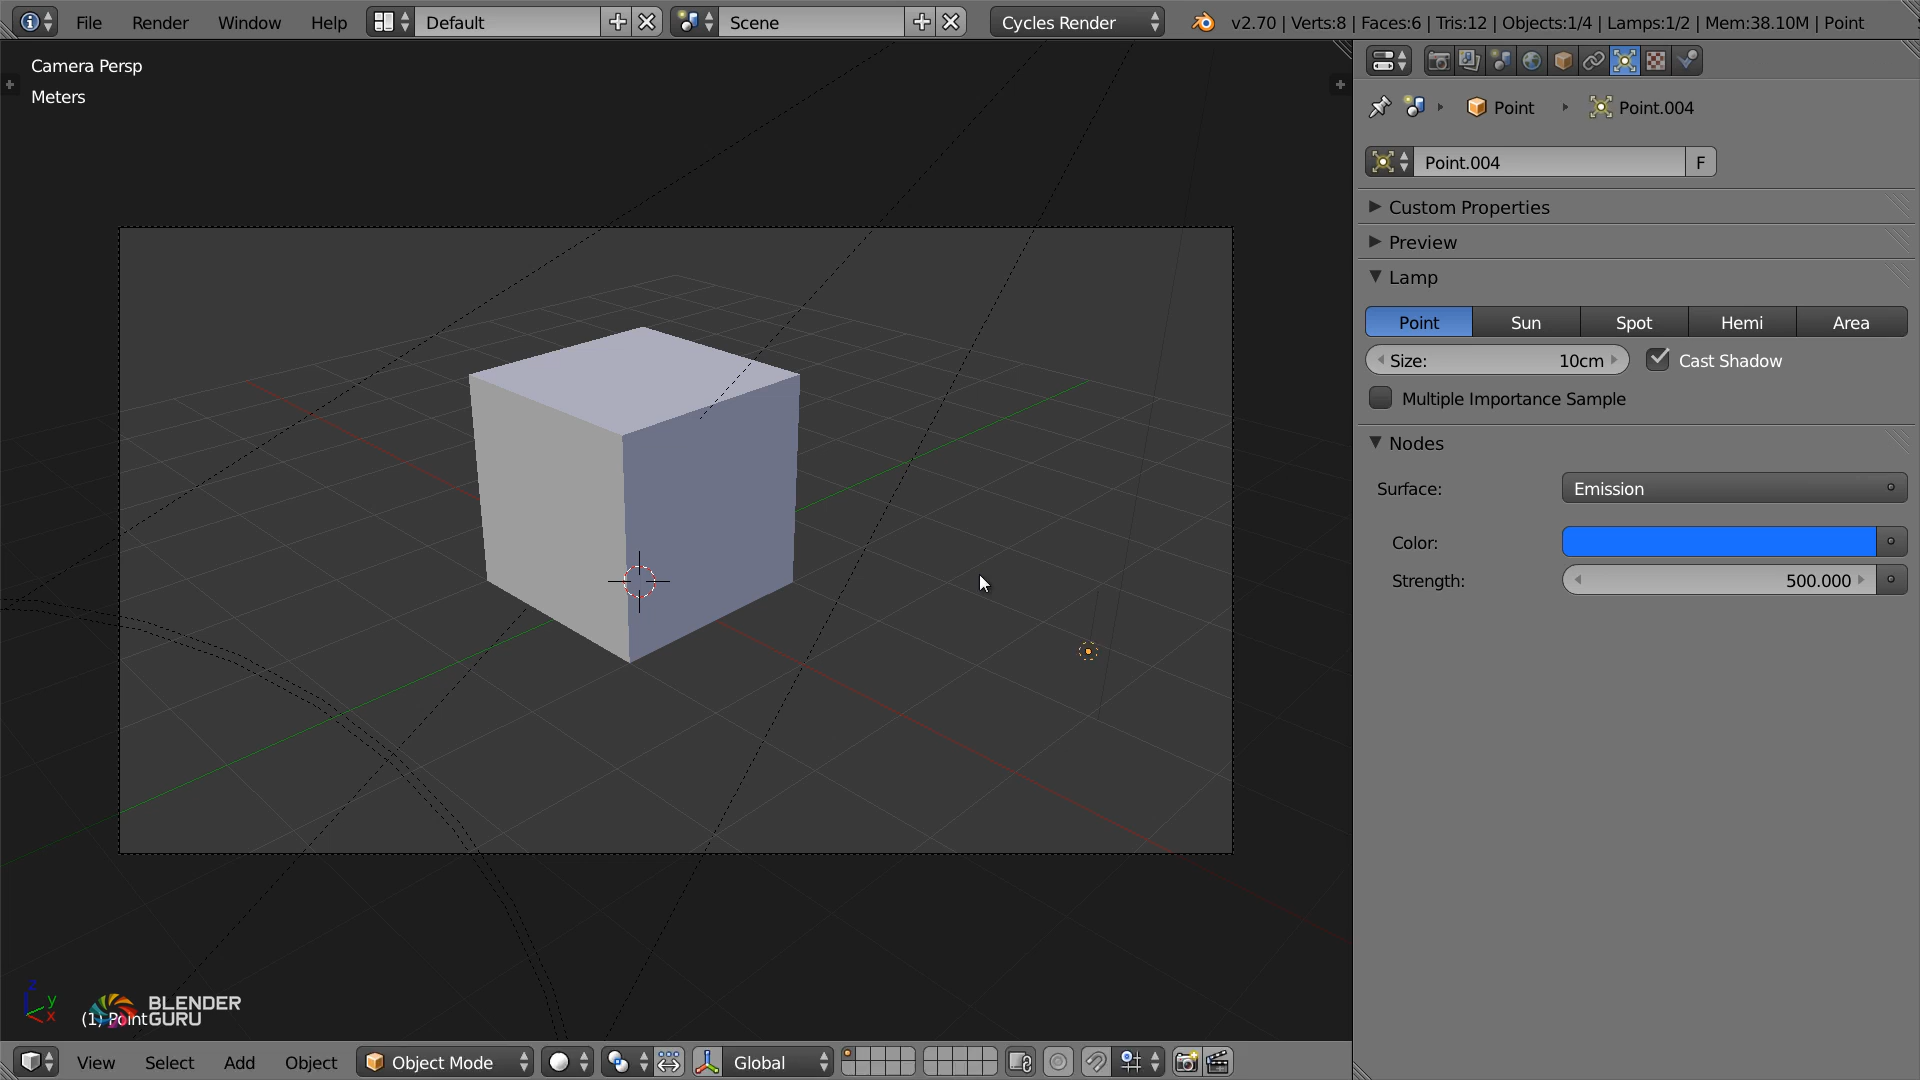 File Render Window Help Default Scene Cycles Render v2.70 | Verts:8 | Faces:6 | Tris:12 | Objects:1/4 | Lamps:1/2 | Mem:38.10M | Point
Camera Persp
Meters
Point Point.004
Point.004 F
Custom Properties
Preview
Lamp
Point Sun Spot Hemi Area
Size: 10cm Cast Shadow
Multiple Importance Sample
Nodes
Surface: Emission
Color:
Strength: 500.000
z y x
BLENDER
GURU
(1) Point
View Select Add Object Object Mode Global